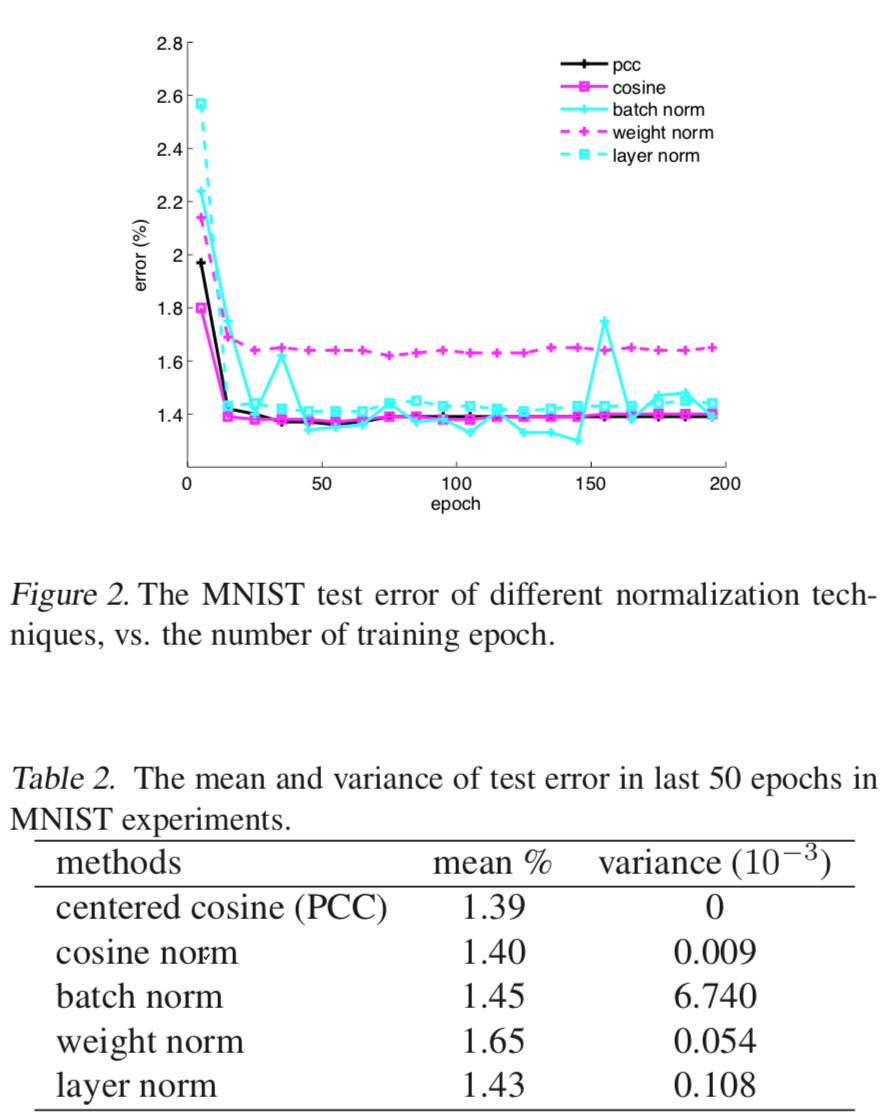 2.8
2.6
2.4
2.2
2
1.8
1.6
1.4
error (%)
0 50 100 150 200
epoch
pcc
cosine
batch norm
weight norm
layer norm
Figure 2. The MNIST test error of different normalization tech-
niques, vs. the number of training epoch.
Table 2. The mean and variance of test error in last 50 epochs in
MNIST experiments.
methods mean % variance (10⁻³)
centered cosine (PCC) 1.39 0
cosine norm 1.40 0.009
batch norm 1.45 6.740
weight norm 1.65 0.054
layer norm 1.43 0.108